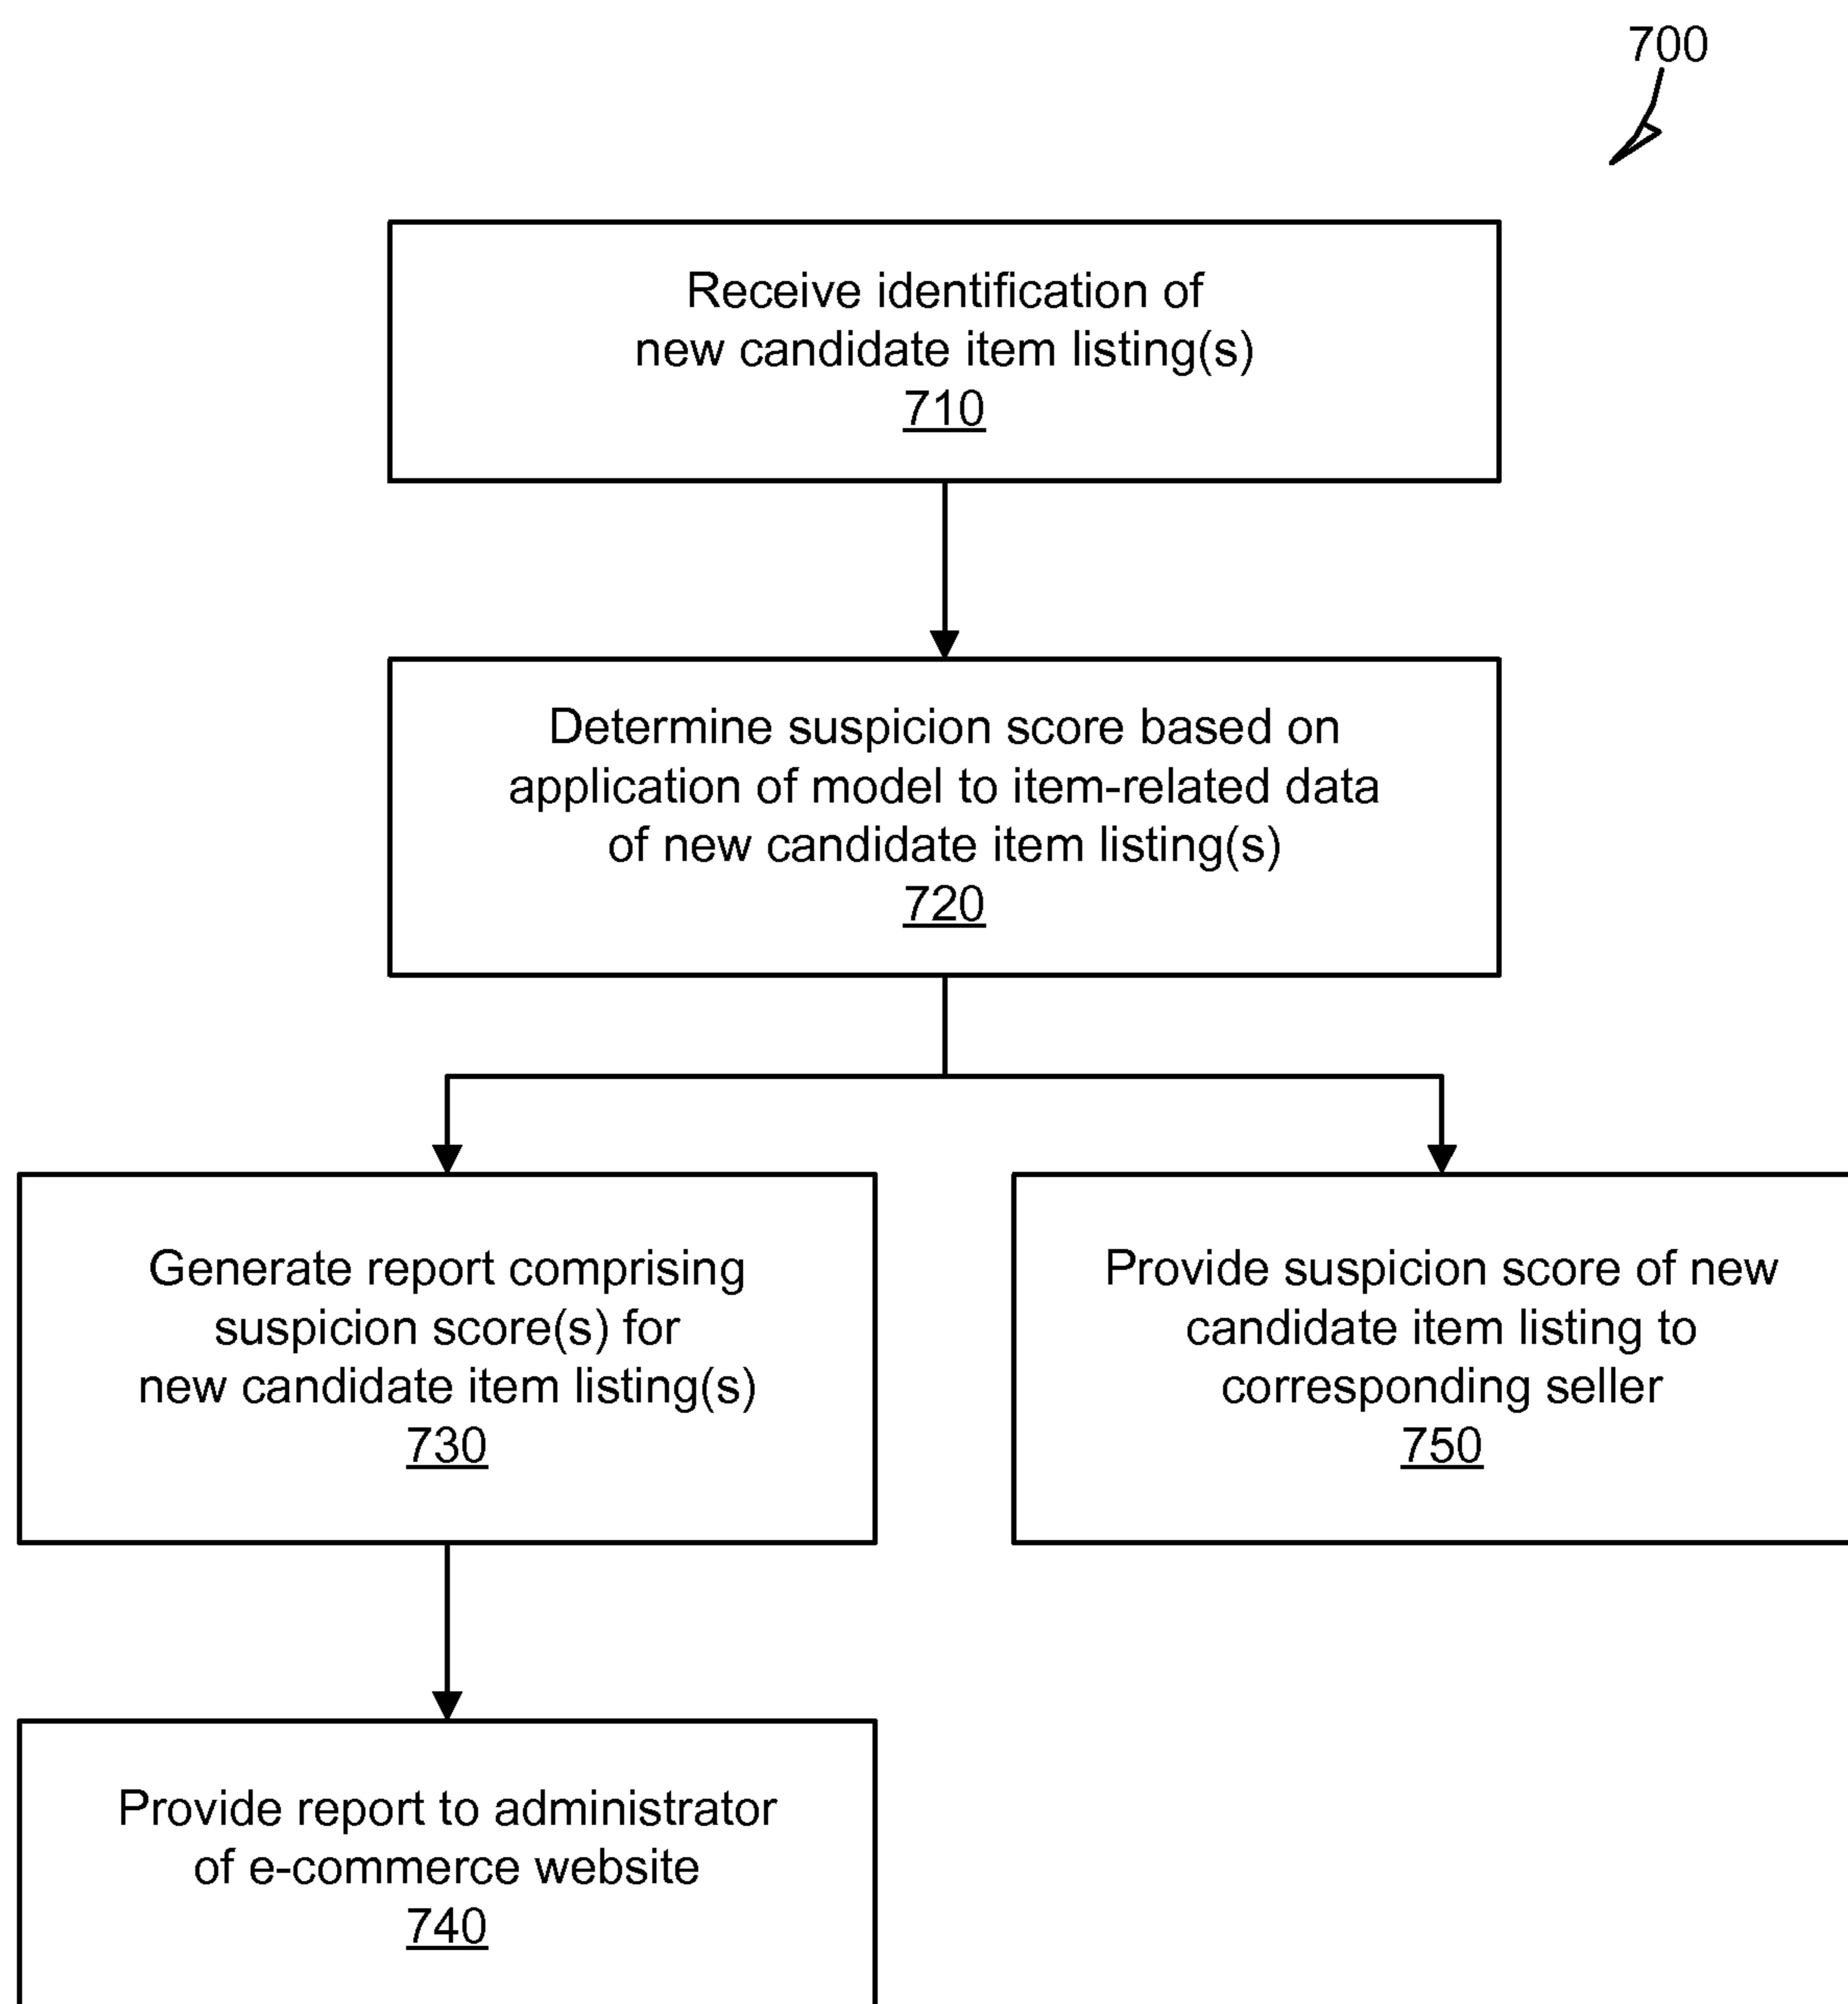 700
Receive identification of
new candidate item listing(s)
710
Determine suspicion score based on
application of model to item-related data
of new candidate item listing(s)
720
Generate report comprising
suspicion score(s) for
new candidate item listing(s)
730
Provide suspicion score of new
candidate item listing to
corresponding seller
750
Provide report to administrator
of e-commerce website
740